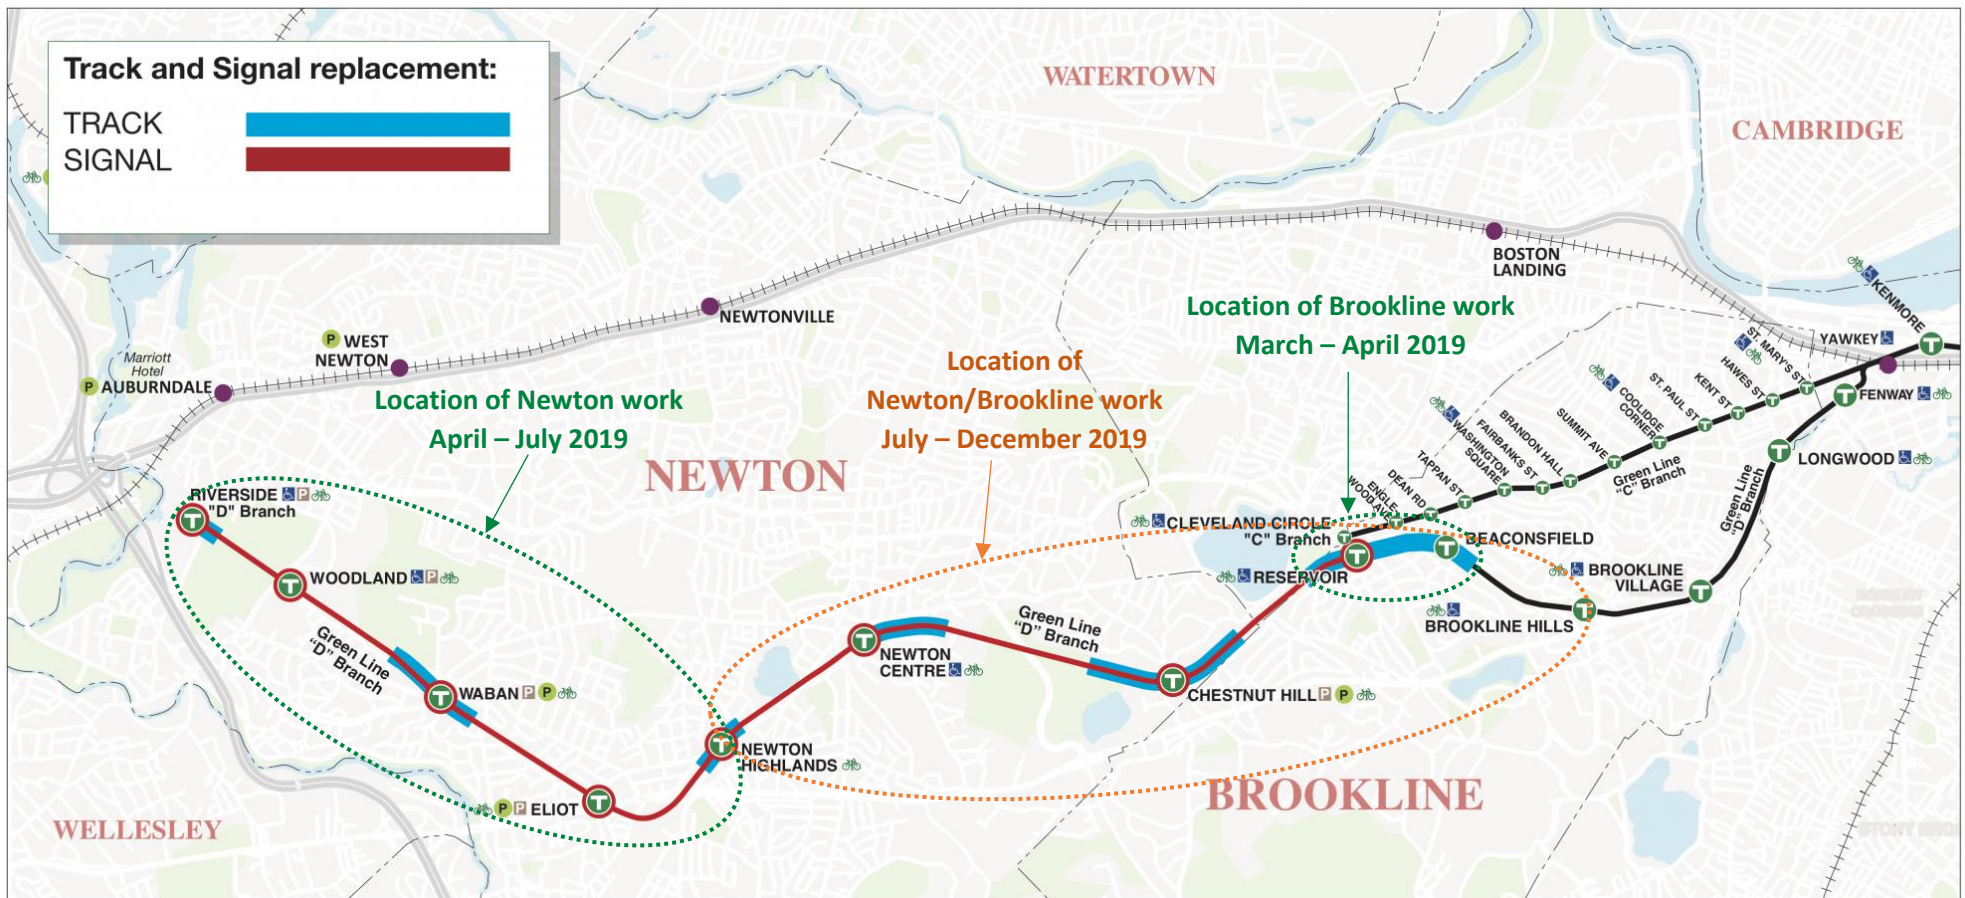 Track and Signal replacement:
TRACK
SIGNAL
WATERTOWN
CAMBRIDGE
BOSTON
LANDING
KENMORE
NEWTONVILLE
P WEST
NEWTON
Marriott
Hotel
P AUBURNDALE
Location of Brookline work
March – April 2019
YAWKEY
ST. MARY'S ST
HAWES ST
KENT ST
ST. PAUL ST
COOLIDGE
CORNER
SUMMIT AVE
BRANDON HALL
FAIRBANKS ST
WASHINGTON
SQUARE
TAPPAN ST
DEAN RD
ENGLE-
WOOD AVE
Green Line
"C" Branch
T
FENWAY
LONGWOOD
Green Line
"D" Branch
Location of
Newton/Brookline work
July – December 2019
Location of Newton work
April – July 2019
NEWTON
RIVERSIDE P
"D" Branch
WOODLAND P
Green Line
"D" Branch
WABAN P P
P P ELIOT
NEWTON
HIGHLANDS
NEWTON
CENTRE
Green Line
"D" Branch
CHESTNUT HILL P P
CLEVELAND CIRCLE
"C" Branch
RESERVOIR
BEACONSFIELD
BROOKLINE
VILLAGE
BROOKLINE HILLS
BROOKLINE
WELLESLEY